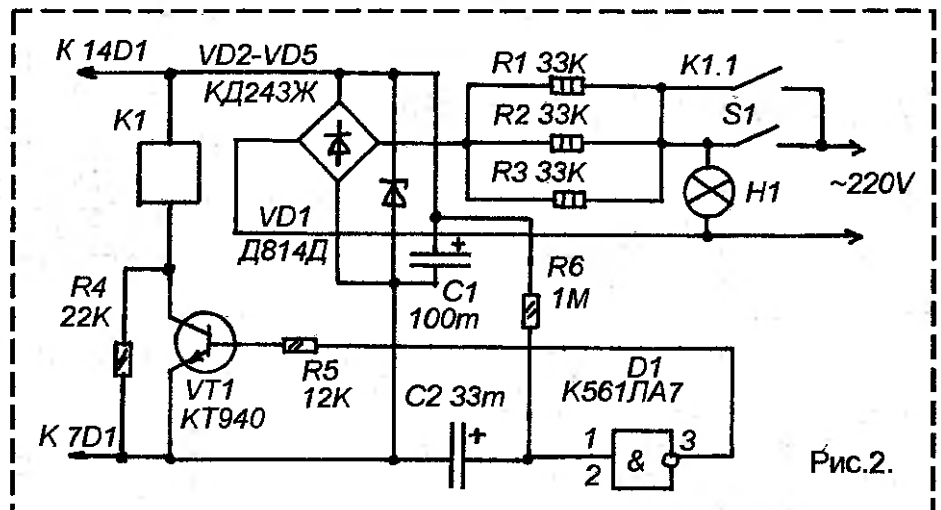 К 14D1
VD2-VD5
КД243Ж
K1
R1 33K
R2 33K
R3 33K
K1.1
S1
~220V
H1
VD1
Д814Д
+
C1
100m
R6
1M
R4
22K
VT1
КТ940
R5
12K
C2 33m
+
D1
К561ЛА7
К 7D1
1
2
&
3
Рис.2.